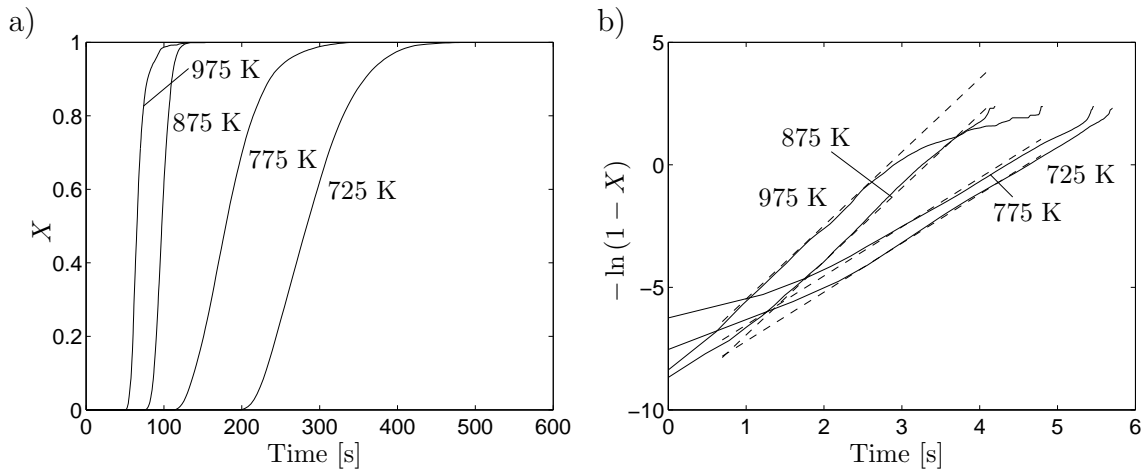 a)
1
0.8
0.6
0.4
0.2
0
X
975 K
875 K
775 K
725 K
0 100 200 300 400 500 600
Time [s]
b)
5
0
−5
−10
− ln (1 − X)
875 K
975 K
725 K
775 K
0 1 2 3 4 5 6
Time [s]